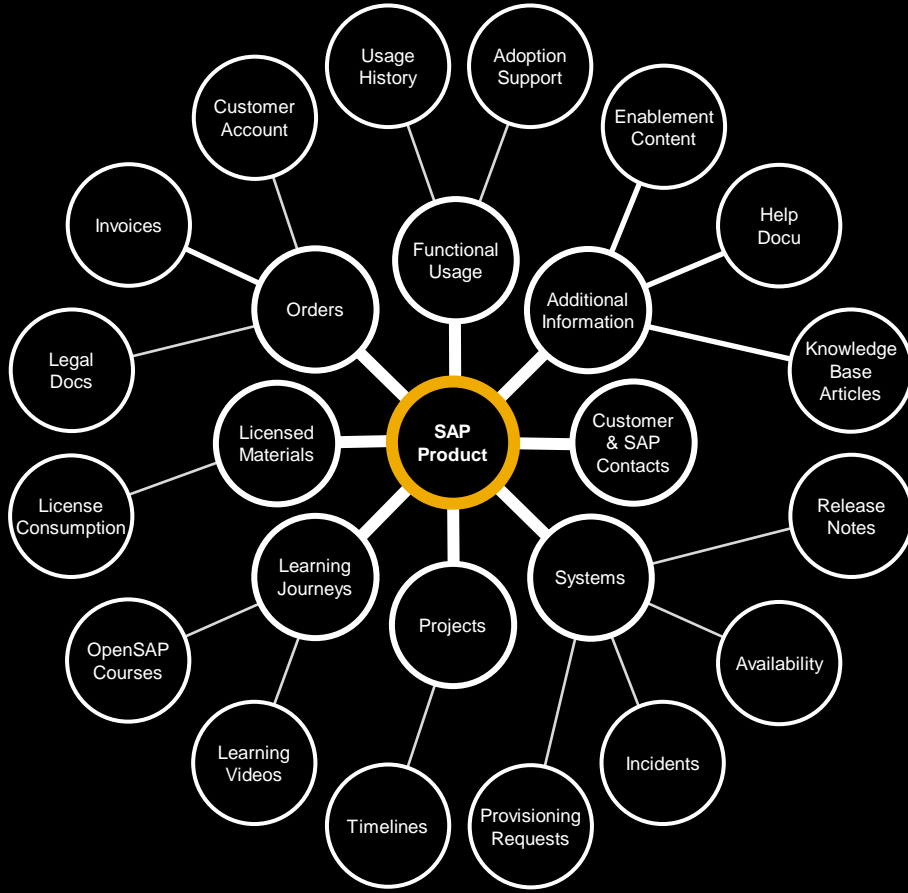 Usage
History
Adoption
Support
Customer
Account
Enablement
Content
Invoices
Help
Docu
Functional
Usage
Orders
Additional
Information
Legal
Docs
Knowledge
Base
Articles
Licensed
Materials
SAP
Product
Customer
& SAP
Contacts
License
Consumption
Release
Notes
Learning
Journeys
Systems
Projects
OpenSAP
Courses
Availability
Learning
Videos
Incidents
Timelines
Provisioning
Requests